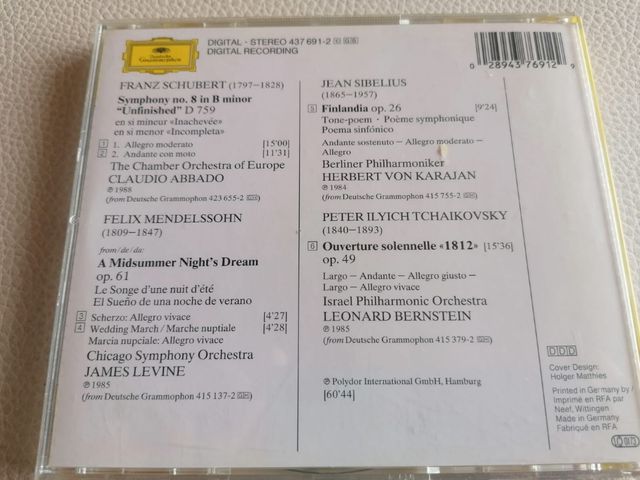 Deutsche
Grammophon
DIGITAL · STEREO 437 691-2 GH GS
DIGITAL RECORDING
0 28943 76912 9
FRANZ SCHUBERT (1797–1828)
Symphony no. 8 in B minor
"Unfinished" D 759
en si mineur «Inachevée»
en si menor «Incompleta»
1 1. Allegro moderato [15'00]
2 2. Andante con moto [11'31]
The Chamber Orchestra of Europe
CLAUDIO ABBADO
℗ 1988
(from Deutsche Grammophon 423 655-2 GH)
FELIX MENDELSSOHN
(1809–1847)
from/de/da:
A Midsummer Night's Dream
op. 61
Le Songe d'une nuit d'été
El Sueño de una noche de verano
3 Scherzo: Allegro vivace [4'27]
4 Wedding March / Marche nuptiale [4'28]
Marcia nupciale: Allegro vivace
Chicago Symphony Orchestra
JAMES LEVINE
℗ 1985
(from Deutsche Grammophon 415 137-2 GH)
JEAN SIBELIUS
(1865–1957)
5 Finlandia op. 26 [9'24]
Tone-poem · Poème symphonique
Poema sinfónico
Andante sostenuto – Allegro moderato –
Allegro
Berliner Philharmoniker
HERBERT VON KARAJAN
℗ 1984
(from Deutsche Grammophon 415 755-2 GH)
PETER ILYICH TCHAIKOVSKY
(1840–1893)
6 Ouverture solennelle «1812» [15'36]
op. 49
Largo – Andante – Allegro giusto –
Largo – Allegro vivace
Israel Philharmonic Orchestra
LEONARD BERNSTEIN
℗ 1985
(from Deutsche Grammophon 415 379-2 GH)
℗ Polydor International GmbH, Hamburg
[60'44]
DDD
Cover Design:
Holger Matthies
Printed in Germany by/
Imprimé en RFA par
Neef, Wittingen
Made in Germany
Fabriqué en RFA